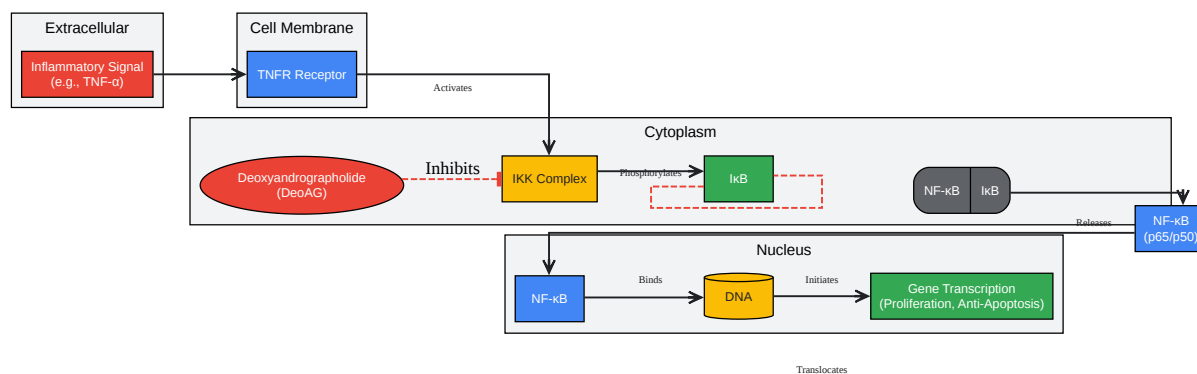 Extracellular
Inflammatory Signal
(e.g., TNF-α)
Cell Membrane
TNFR Receptor
Activates
Cytoplasm
Deoxyandrographolide
(DeoAG)
Inhibits
IKK Complex
Phosphorylates
IκB
NF-κB
IκB
Releases
NF-κB
(p65/p50)
Nucleus
NF-κB
Binds
DNA
Initiates
Gene Transcription
(Proliferation, Anti-Apoptosis)
Translocates